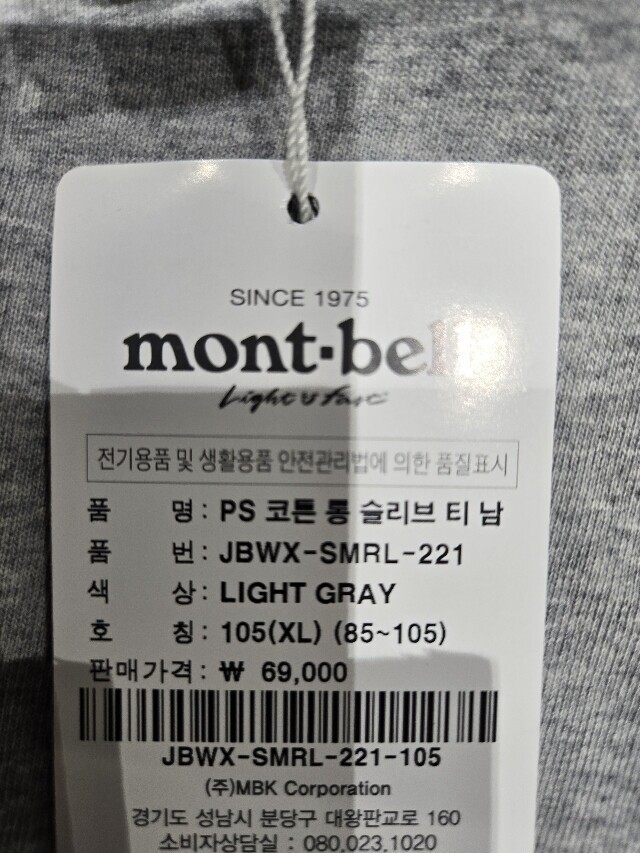 SINCE 1975
mont·bell
Light & Fast
전기용품 및 생활용품 안전관리법에 의한 품질표시
품 명 : PS 코튼 롱 슬리브 티 남
품 번 : JBWX-SMRL-221
색 상 : LIGHT GRAY
호 칭 : 105(XL) (85~105)
판매가격 : ₩ 69,000
JBWX-SMRL-221-105
(주)MBK Corporation
경기도 성남시 분당구 대왕판교로 160
소비자상담실 : 080.023.1020